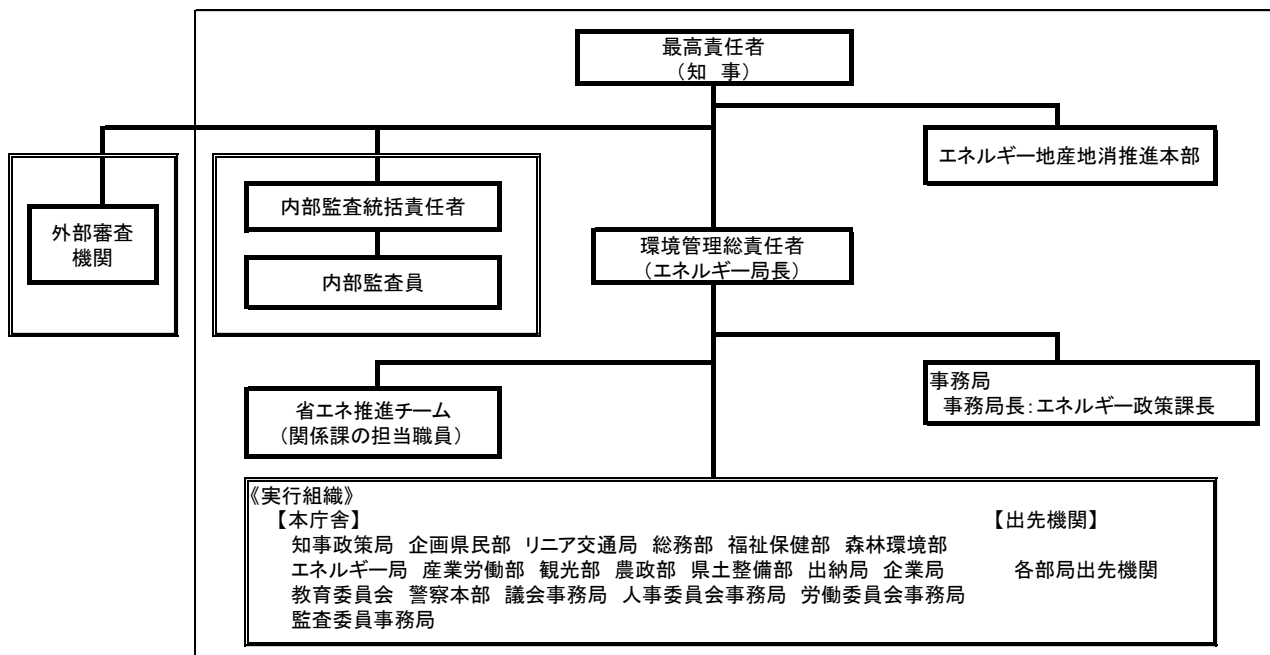 最高責任者
（知　事）
エネルギー地産地消推進本部
内部監査統括責任者
外部審査
機関
環境管理総責任者
（エネルギー局長）
内部監査員
省エネ推進チーム
（関係課の担当職員）
事務局
事務局長：エネルギー政策課長
《実行組織》
【本庁舎】　【出先機関】
知事政策局　企画県民部　リニア交通局　総務部　福祉保健部　森林環境部
エネルギー局　産業労働部　観光部　農政部　県土整備部　出納局　企業局　各部局出先機関
教育委員会　警察本部　議会事務局　人事委員会事務局　労働委員会事務局
監査委員事務局